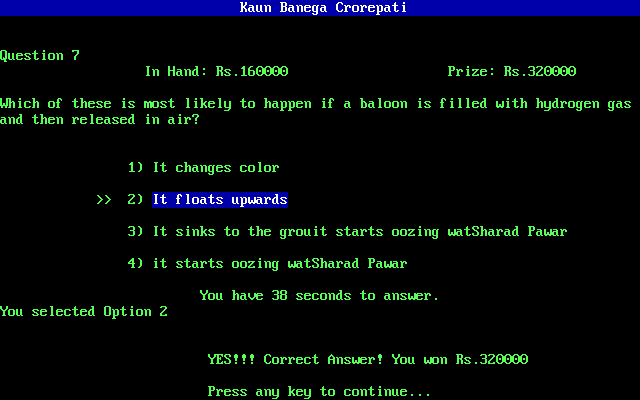 Kaun Banega Crorepati
Question 7
In Hand: Rs.160000 Prize: Rs.320000
Which of these is most likely to happen if a baloon is filled with hydrogen gas
and then released in air?
1) It changes color
>> 2) It floats upwards
3) It sinks to the grouit starts oozing watSharad Pawar
4) it starts oozing watSharad Pawar
You have 38 seconds to answer.
You selected Option 2
YES!!! Correct Answer! You won Rs.320000
Press any key to continue...